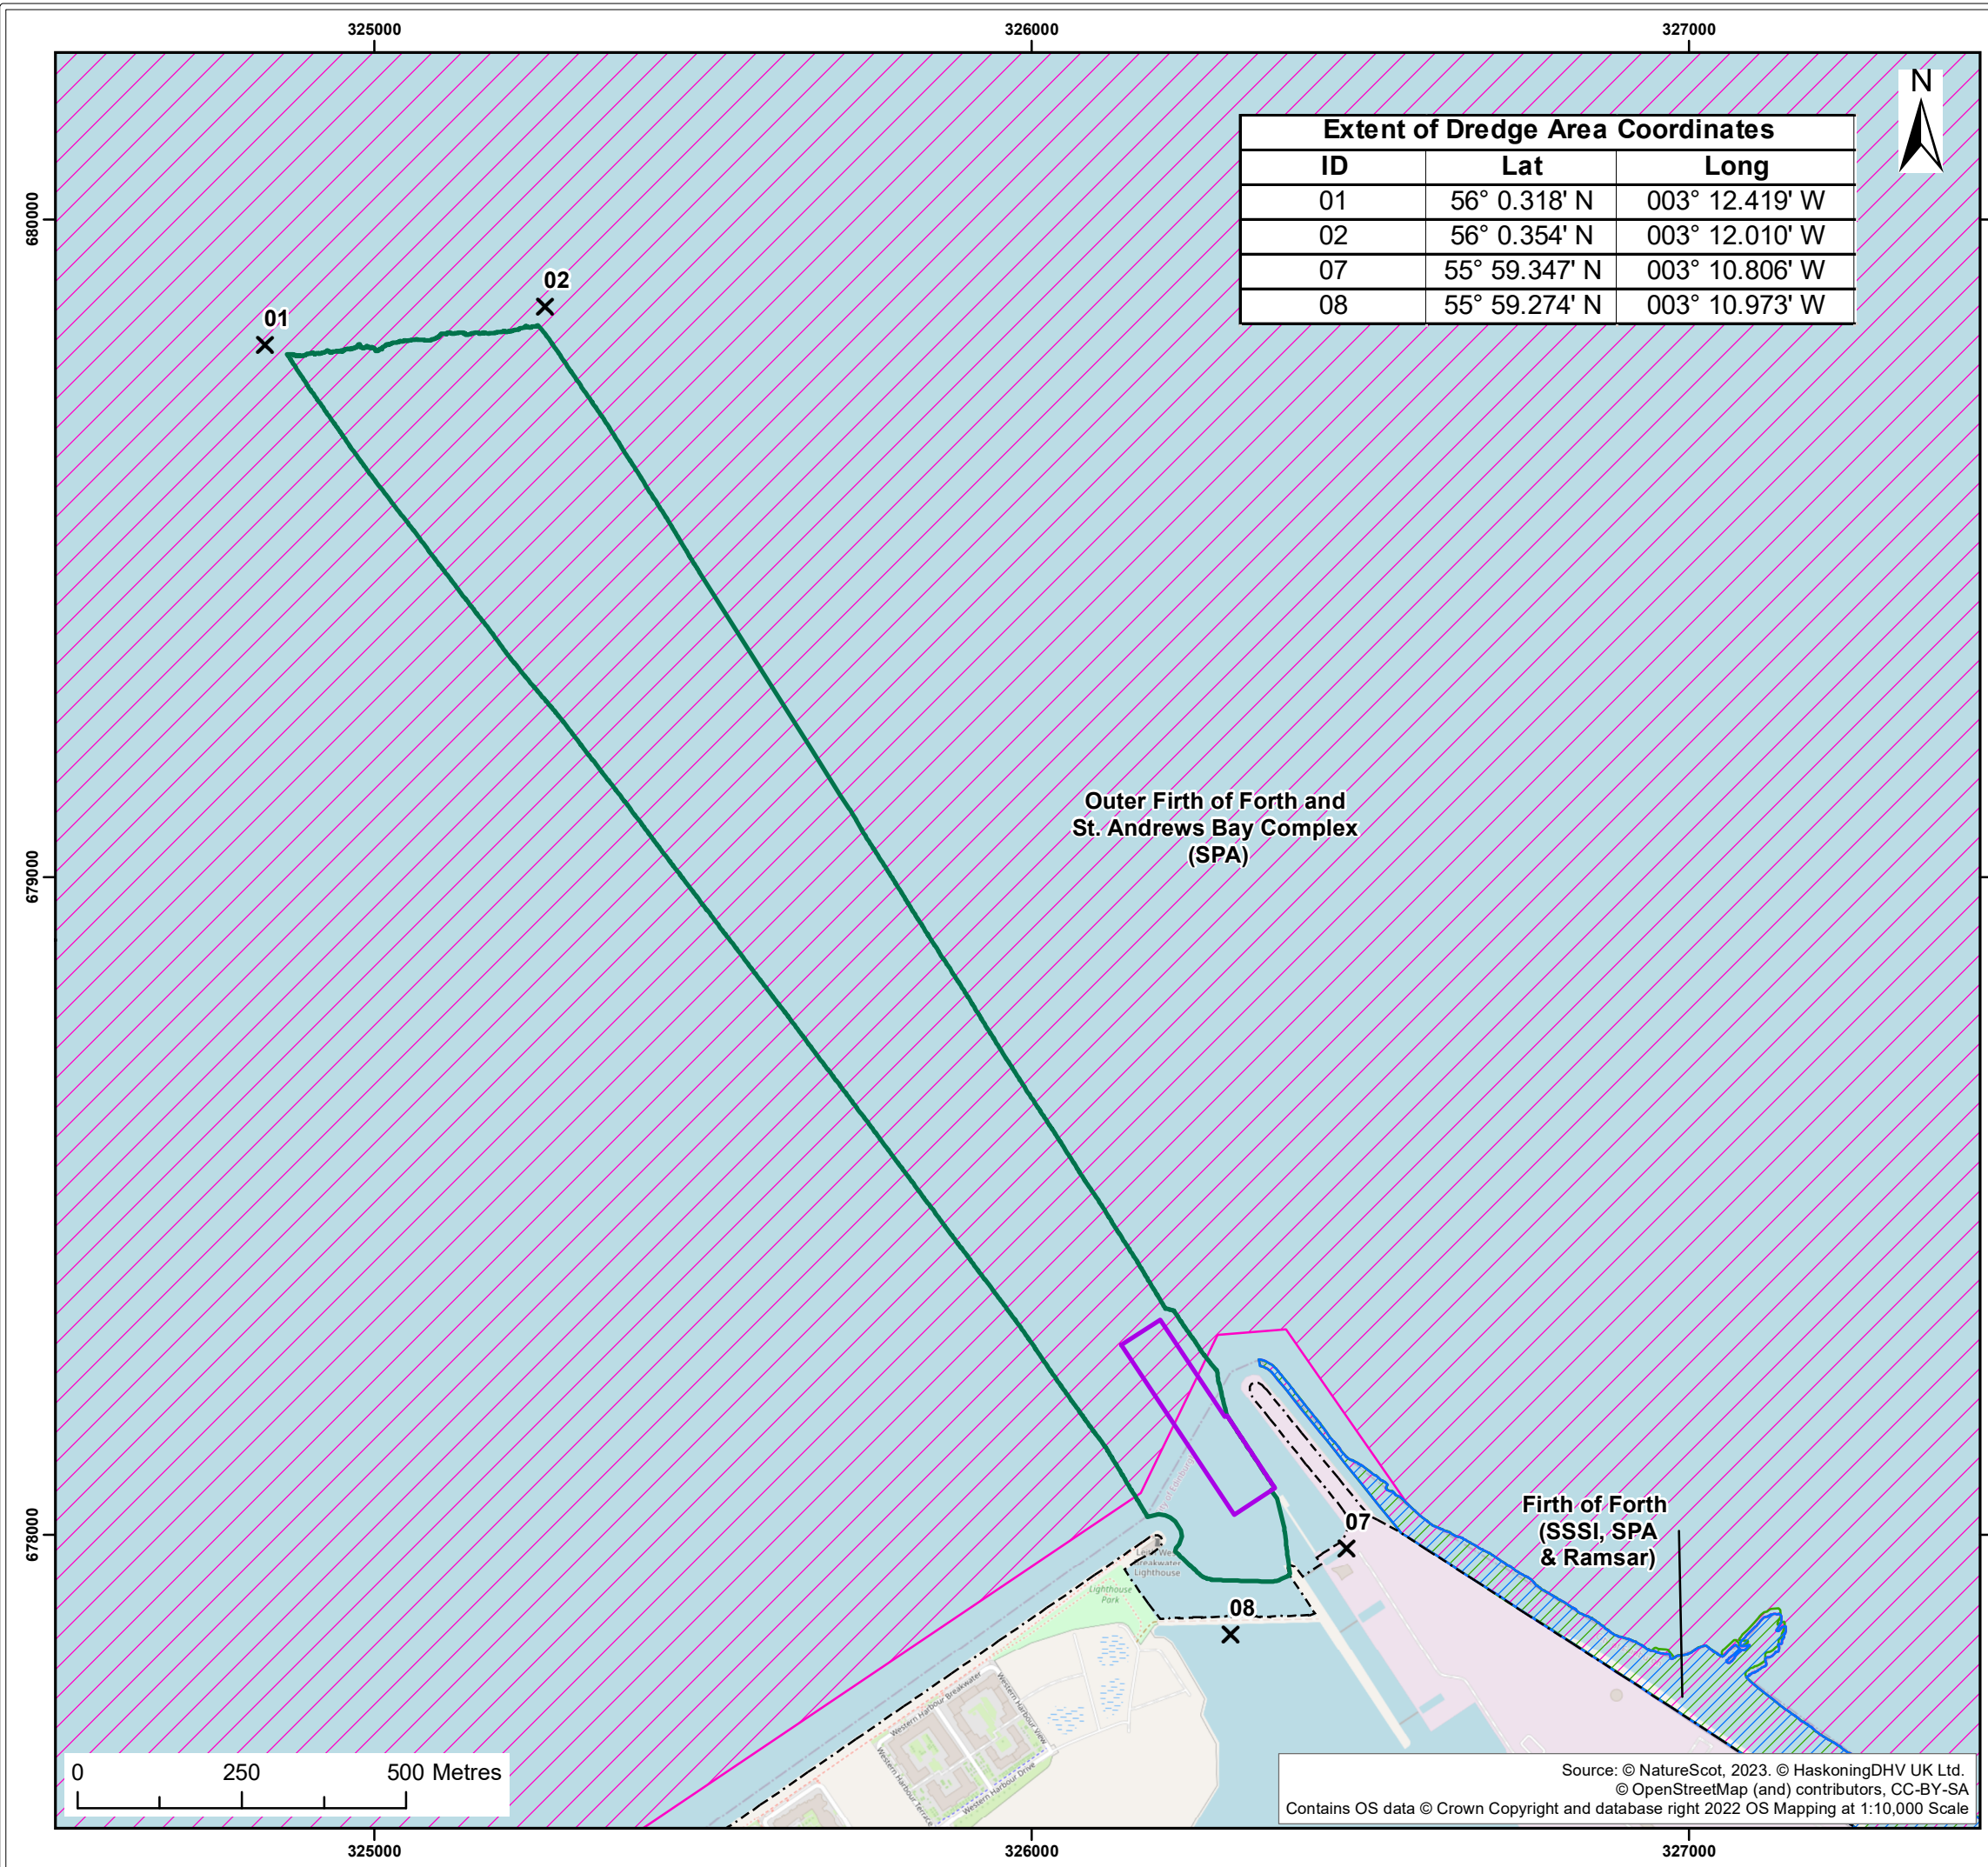 325000 326000 327000
N
Extent of Dredge Area Coordinates
ID Lat Long
01 56° 0.318' N 003° 12.419' W
02 56° 0.354' N 003° 12.010' W
07 55° 59.347' N 003° 10.806' W
08 55° 59.274' N 003° 10.973' W
680000
02
01
Outer Firth of Forth and
St. Andrews Bay Complex
(SPA)
679000
Firth of Forth
(SSSI, SPA
& Ramsar)
678000
07
Breakwater
Lighthouse
Lighthouse
Park
08
Western Harbour Breakwater
Western Harbour View
Western Harbour Terrace
Western Harbour Drive
0 250 500 Metres
Source: © NatureScot, 2023. © HaskoningDHV UK Ltd.
© OpenStreetMap (and) contributors, CC-BY-SA
Contains OS data © Crown Copyright and database right 2022 OS Mapping at 1:10,000 Scale
325000 326000 327000